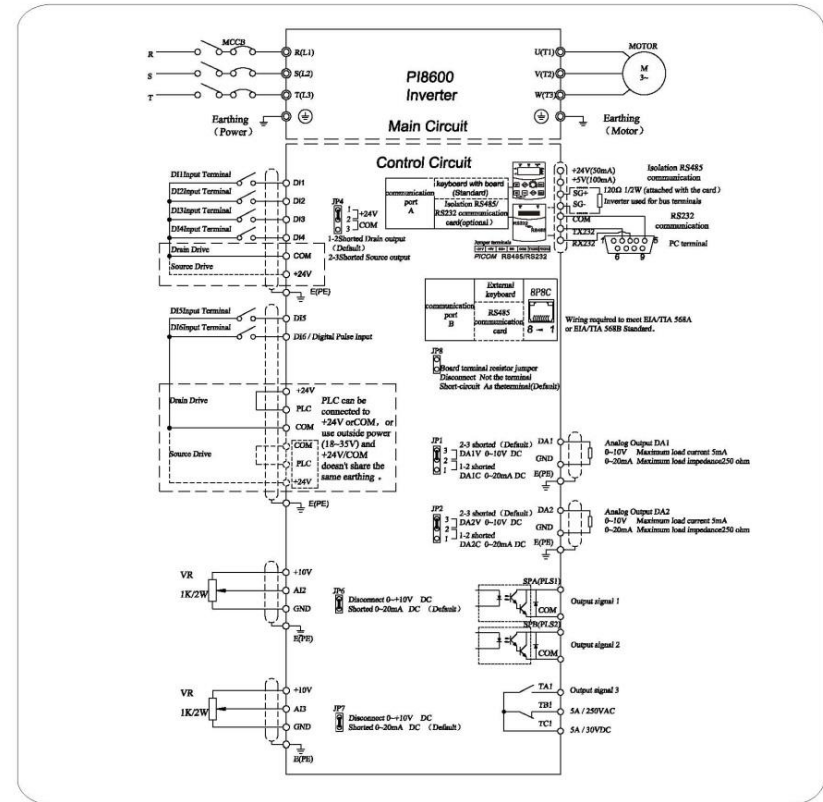 MCCB
R
R(L1)
S
S(L2)
T
T(L3)
Earthing
(Power)
PI8600
Inverter
Main Circuit
U(T1)
V(T2)
W(T3)
MOTOR
M
3~
Earthing
(Motor)
Control Circuit
DI1Input Terminal
DI1
DI2Input Terminal
DI2
DI3Input Terminal
DI3
DI4Input Terminal
DI4
Drain Drive
COM
Source Drive
+24V
E(PE)
JP4
1
2
3
+24V
COM
1-2Shorted Drain output
(Default)
2-3Shorted Source output
communication
port
A
keyboard with board
(Standard)
Isolation RS485/
RS232 communication
card(optional)
Jumper terminals
PICOM RS485/RS232
+24V(50mA)
+5V(100mA)
SG+
SG-
COM
TX232
RX232
Isolation RS485
communication
120Ω 1/2W (attached with the card)
Inverter used for bus terminals
RS232
communication
PC terminal
1
5
6
9
communication
port
B
External
keyboard
RS485
communication
card
8P8C
8 → 1
Wiring required to meet EIA/TIA 568A
or EIA/TIA 568B Standard.
DI5Input Terminal
DI5
DI6Input Terminal
DI6 / Digital Pulse Input
JP8
Board terminal resistor jumper
Disconnect Not the terminal
Short-circuit As theterminal(Default)
Drain Drive
+24V
PLC
COM
Source Drive
COM
PLC
+24V
E(PE)
PLC can be
connected to
+24V orCOM, or
use outside power
(18~35V) and
+24V/COM
doesn't share the
same earthing .
JP1
3
2
1
2-3 shorted (Default)
DA1V 0~10V DC
1-2 shorted
DA1C 0~20mA DC
DA1
GND
E(PE)
Analog Output DA1
0~10V Maximum load current 5mA
0~20mA Maximum load impedance250 ohm
JP2
3
2
1
2-3 shorted (Default)
DA2V 0~10V DC
1-2 shorted
DA2C 0~20mA DC
DA2
GND
E(PE)
Analog Output DA2
0~10V Maximum load current 5mA
0~20mA Maximum load impedance250 ohm
VR
1K/2W
+10V
AI2
GND
E(PE)
JP6
Disconnect 0~+10V DC
Shorted 0~20mA DC (Default)
SPA(PLS1)
COM
Output signal 1
SPB(PLS2)
COM
Output signal 2
VR
1K/2W
+10V
AI3
GND
E(PE)
JP7
Disconnect 0~+10V DC
Shorted 0~20mA DC (Default)
TA1
Output signal 3
TB1
5A / 250VAC
TC1
5A / 30VDC